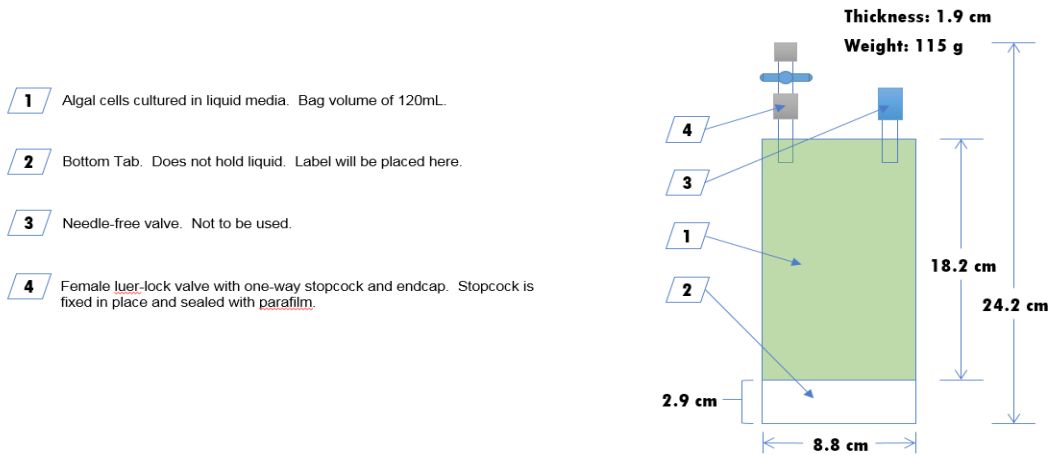 Thickness: 1.9 cm
Weight: 115 g
1 Algal cells cultured in liquid media. Bag volume of 120mL.
2 Bottom Tab. Does not hold liquid. Label will be placed here.
3 Needle-free valve. Not to be used.
4 Female luer-lock valve with one-way stopcock and endcap. Stopcock is
fixed in place and sealed with parafilm.
4
3
1
2
18.2 cm
24.2 cm
2.9 cm
8.8 cm